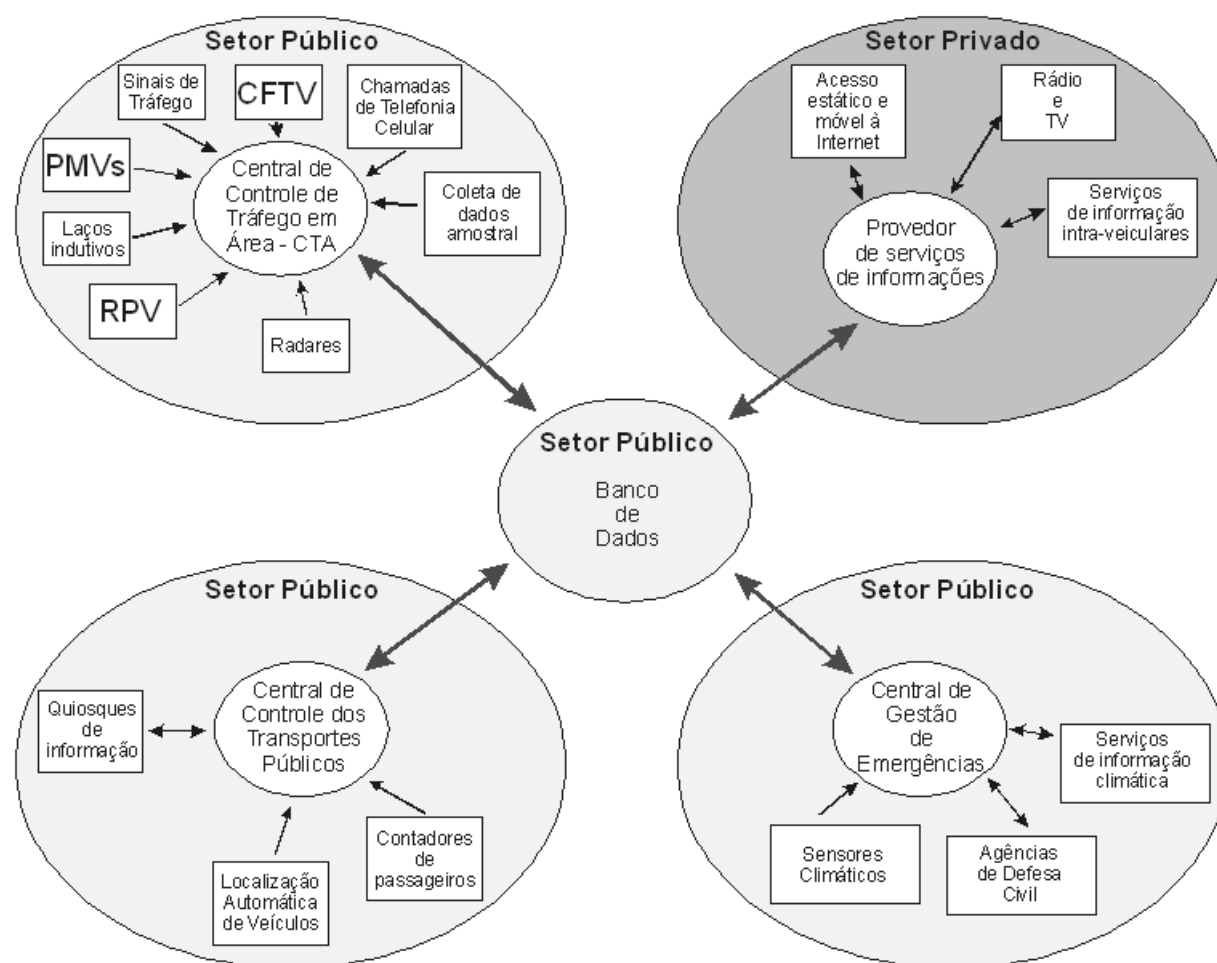 Setor Público
Sinais de
Tráfego
CFTV
Chamadas
de Telefonia
Celular
PMVs
Central de
Controle de
Tráfego em
Área - CTA
Coleta de
dados
amostral
Laços
indutivos
RPV
Radares
Setor Privado
Acesso
estático e
móvel à
Internet
Rádio
e
TV
Serviços
de informação
intra-veiculares
Provedor
de serviços
de informações
Setor Público
Banco
de
Dados
Setor Público
Quiosques
de
informação
Central de
Controle dos
Transportes
Públicos
Contadores
de
passageiros
Localização
Automática
de Veículos
Setor Público
Central de
Gestão
de
Emergências
Serviços
de informação
climática
Sensores
Climáticos
Agências
de Defesa
Civil